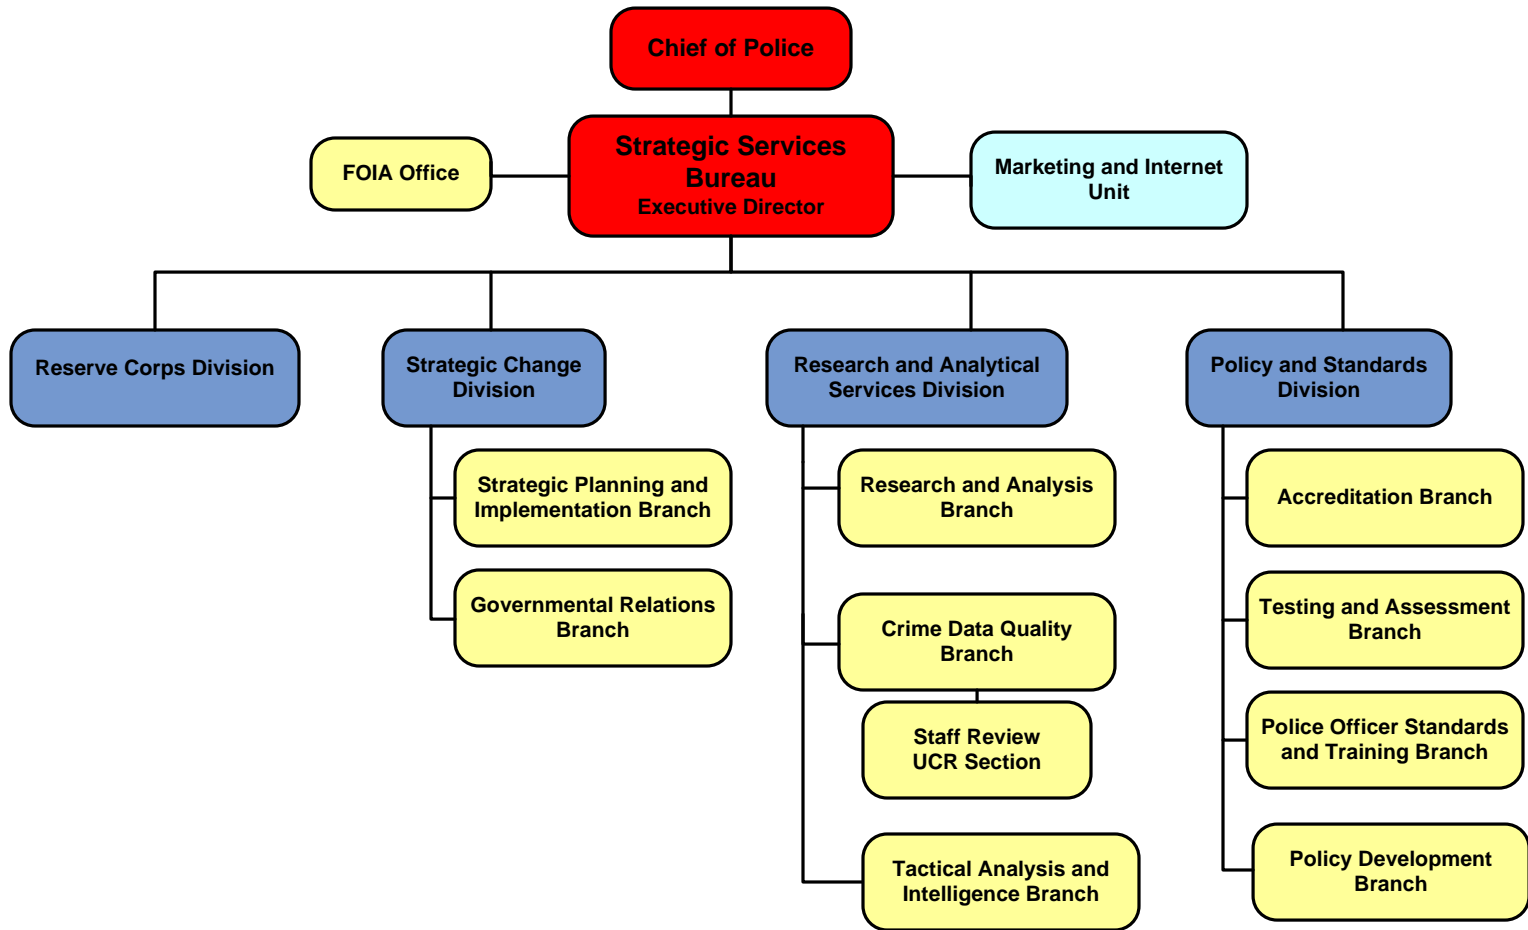 Chief of Police
Strategic Services
Bureau
Executive Director
FOIA Office
Marketing and Internet
Unit
Reserve Corps Division
Strategic Change
Division
Strategic Planning and
Implementation Branch
Governmental Relations
Branch
Research and Analytical
Services Division
Research and Analysis
Branch
Crime Data Quality
Branch
Staff Review
UCR Section
Tactical Analysis and
Intelligence Branch
Policy and Standards
Division
Accreditation Branch
Testing and Assessment
Branch
Police Officer Standards
and Training Branch
Policy Development
Branch